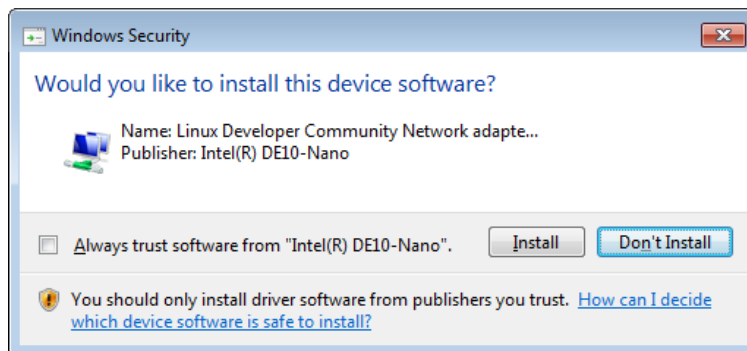 Windows Security
Would you like to install this device software?
Name: Linux Developer Community Network adapte...
Publisher: Intel(R) DE10-Nano
Always trust software from "Intel(R) DE10-Nano".
Install
Don't Install
You should only install driver software from publishers you trust. How can I decide
which device software is safe to install?